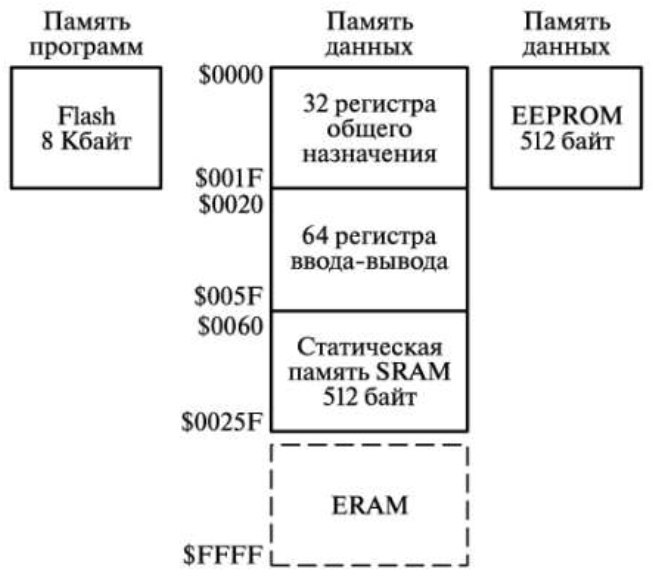 Память
программ
Память
данных
Память
данных
Flash
8 Кбайт
$0000
32 регистра
общего
назначения
$001F
EEPROM
512 байт
$0020
64 регистра
ввода-вывода
$005F
$0060
Статическая
память SRAM
512 байт
$0025F
ERAM
$FFFF